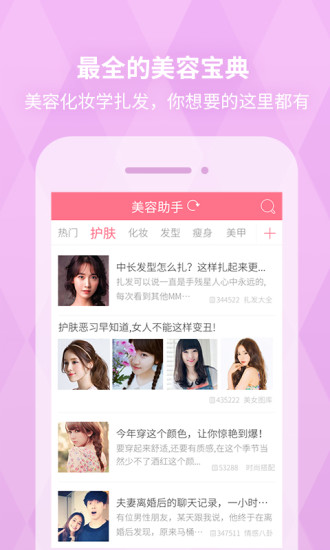 最全的美容宝典
美容化妆学扎发，你想要的这里都有
美容助手
热门 护肤 化妆 发型 瘦身 美甲 +
中长发型怎么扎？这样扎起来更...
扎发可以说一直是手残星人心中永远的,
每次看到其他MM⋯
344522 扎发大全
护肤恶习早知道,女人不能这样变丑!
435222 美女图库
今年穿这个颜色，让你惊艳到爆！
要穿起来舒适,还要有质感,在这个季节当
然少不了酒红这个颜...
53288 时尚搭配
夫妻离婚后的聊天记录，一小时⋯
有位男性朋友，某天跟我说，他终于在离
婚后发现，原来马桶⋯
347511 情感八卦